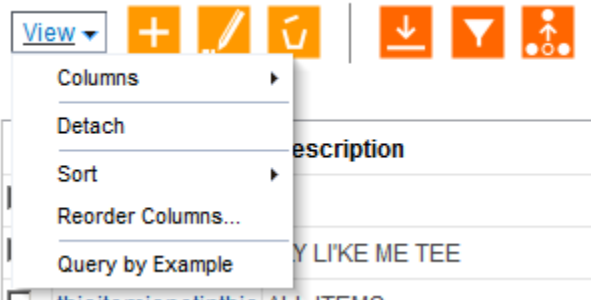 View
Columns
Detach
escription
Sort
Reorder Columns...
Y LI'KE ME TEE
Query by Example
ALL ITEMS